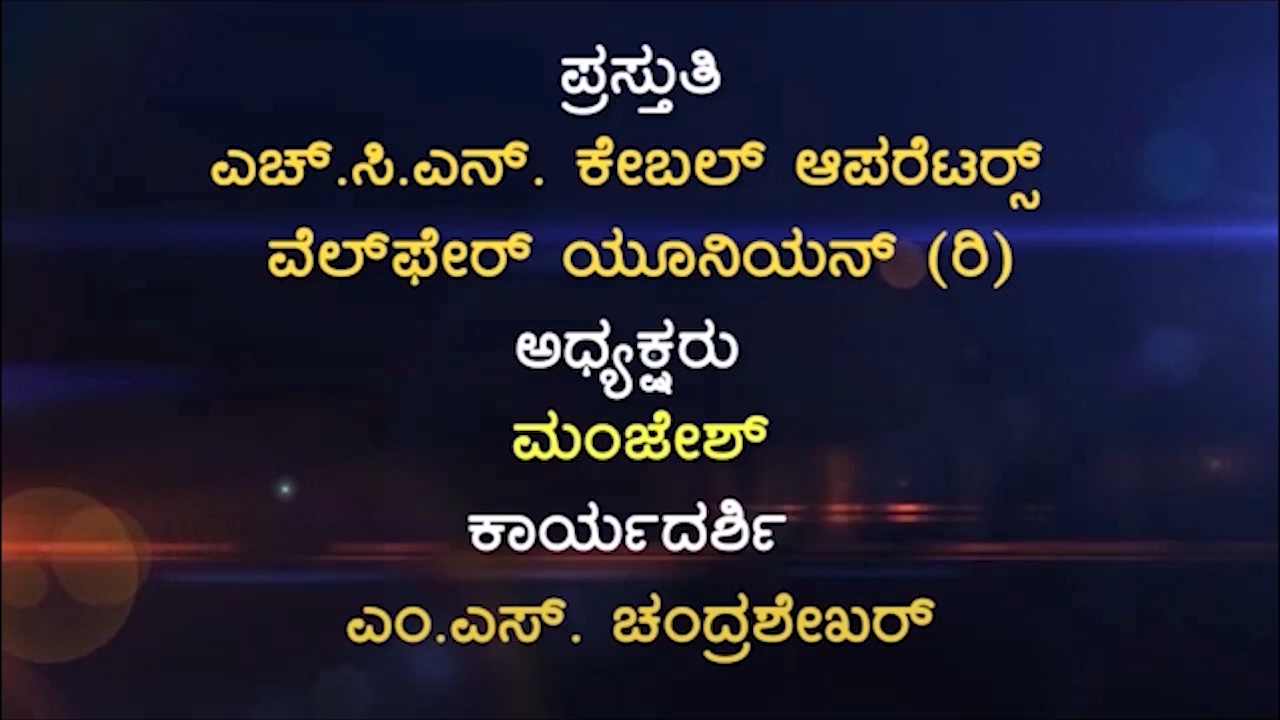 ಪ್ರಸ್ತುತಿ
ಎಚ್.ಸಿ.ಎನ್. ಕೇಬಲ್ ಆಪರೆಟರ‍್ಸ್
ವೆಲ್‌ಫೇರ್ ಯೂನಿಯನ್ (ರಿ)
ಅಧ್ಯಕ್ಷರು
ಮಂಜೇಶ್
ಕಾರ್ಯದರ್ಶಿ
ಎಂ.ಎಸ್. ಚಂದ್ರಶೇಖರ್